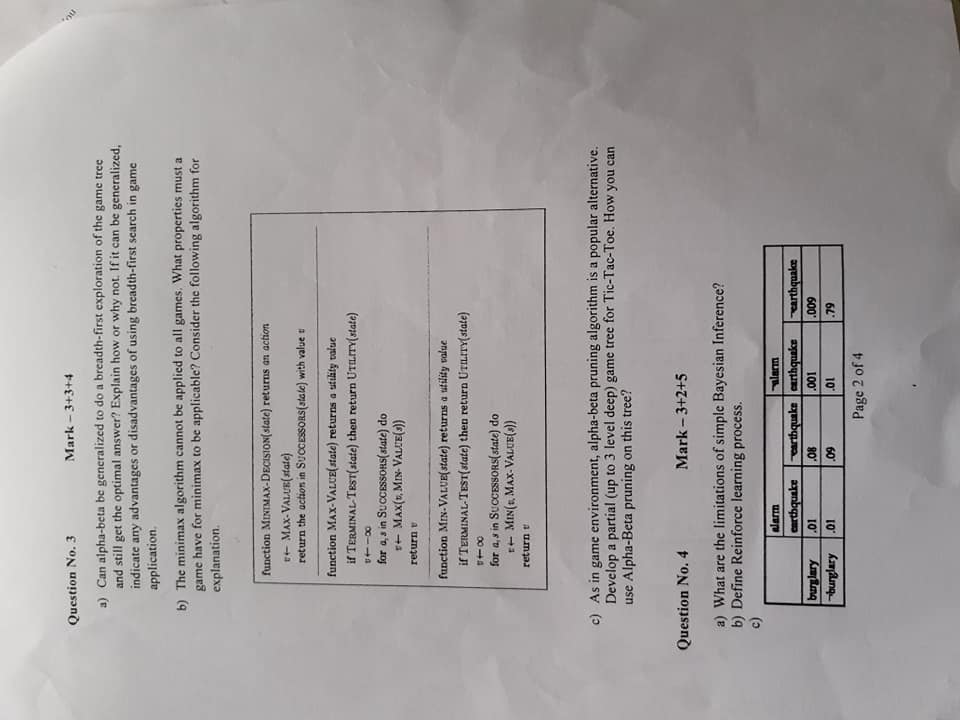 Question No. 3 Mark – 3+3+4
a) Can alpha-beta be generalized to do a breadth-first exploration of the game tree
and still get the optimal answer? Explain how or why not. If it can be generalized,
indicate any advantages or disadvantages of using breadth-first search in game
application.
b) The minimax algorithm cannot be applied to all games. What properties must a
game have for minimax to be applicable? Consider the following algorithm for
explanation.
function MINIMAX-DECISION(state) returns an action
v← MAX-VALUE(state)
return the action in SUCCESSORS(state) with value v
function MAX-VALUE(state) returns a utility value
if TERMINAL-TEST(state) then return UTILITY(state)
v←-∞
for a, s in SUCCESSORS(state) do
v← MAX(v, MIN-VALUE(s))
return v
function MIN-VALUE(state) returns a utility value
if TERMINAL-TEST(state) then return UTILITY(state)
v←∞
for a, s in SUCCESSORS(state) do
v← MIN(v, MAX-VALUE(s))
return v
c) As in game environment, alpha-beta pruning algorithm is a popular alternative.
Develop a partial (up to 3 level deep) game tree for Tic-Tac-Toe. How you can
use Alpha-Beta pruning on this tree?
Question No. 4 Mark – 3+2+5
a) What are the limitations of simple Bayesian Inference?
b) Define Reinforce learning process.
c)
alarm ¬alarm
earthquake ¬earthquake earthquake ¬earthquake
burglary .01 .08 .001 .009
¬burglary .01 .09 .01 .79
Page 2 of 4